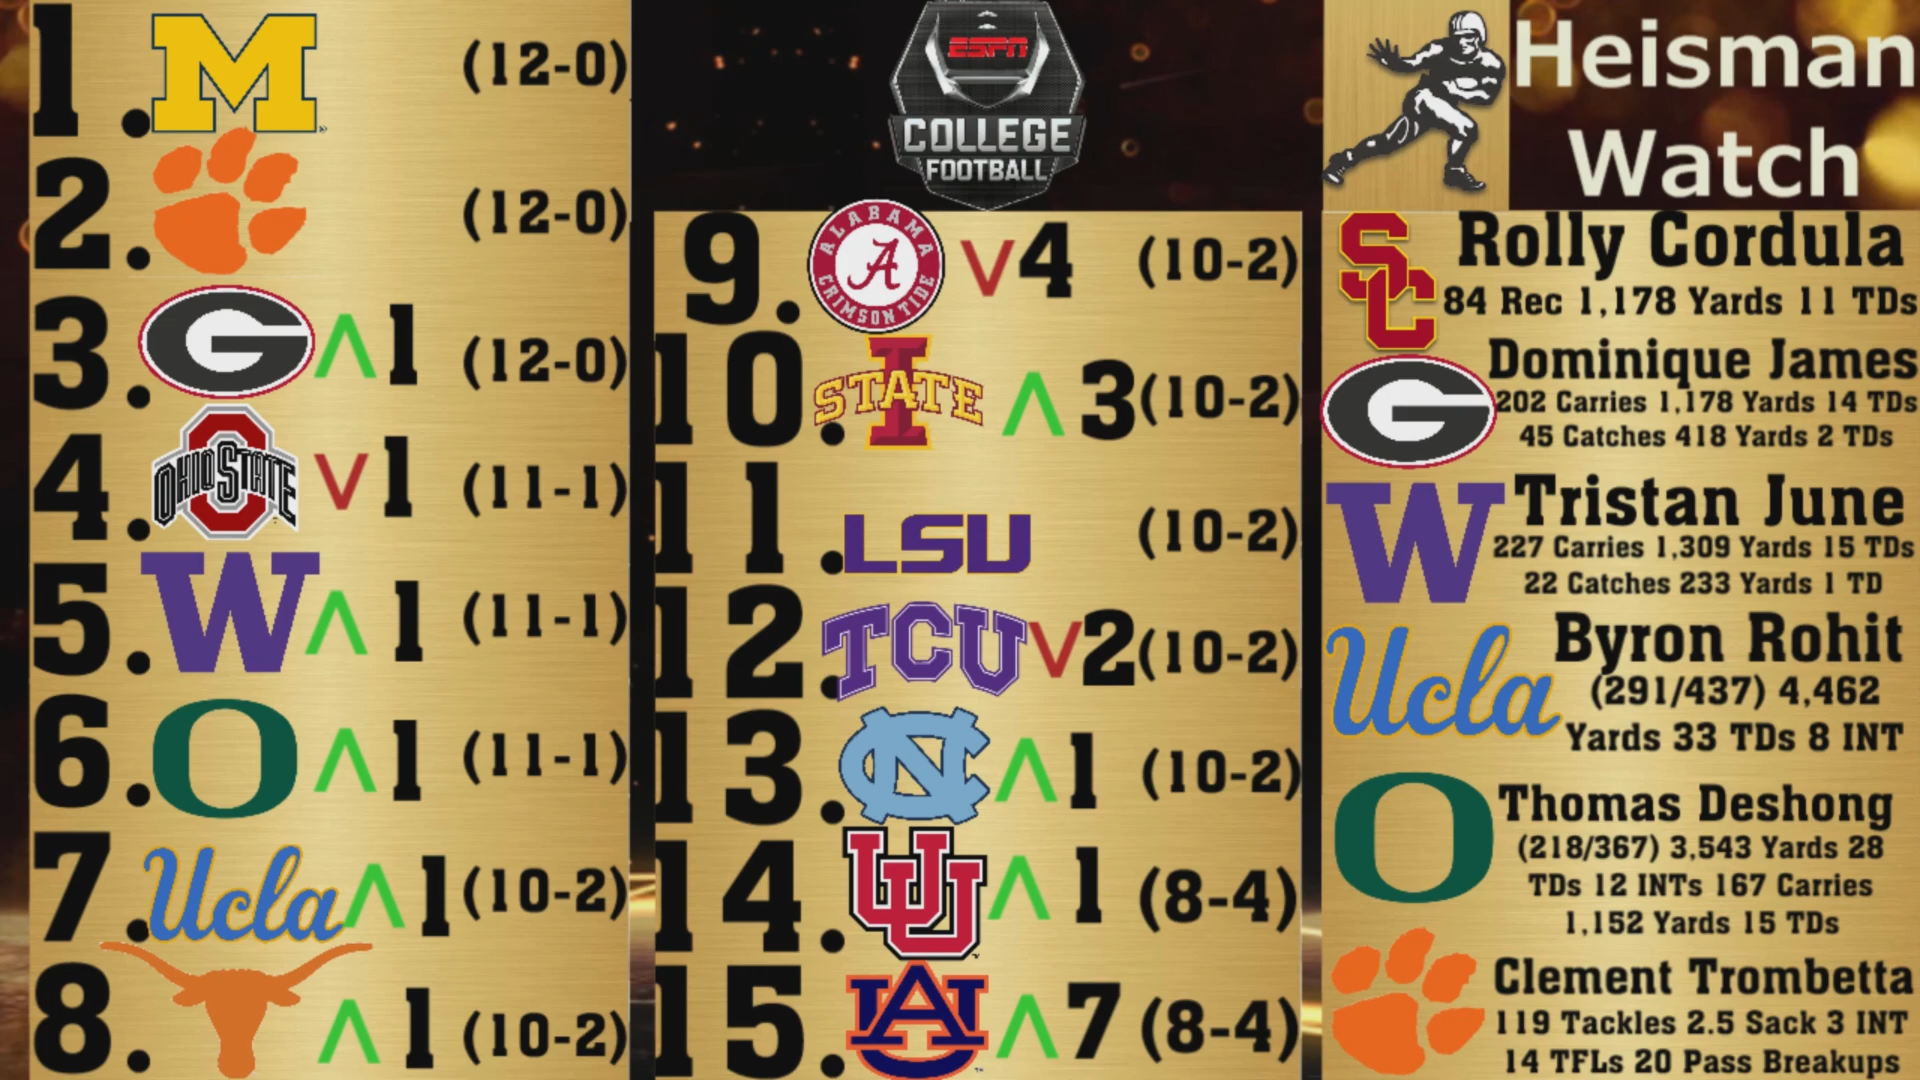 1. M (12-0)
2. (12-0)
3. G ∧ 1 (12-0)
4. OHIO STATE ∨ 1 (11-1)
5. W ∧ 1 (11-1)
6. O ∧ 1 (11-1)
7. Ucla ∧ 1 (10-2)
8. ∧ 1 (10-2)
ESPN
COLLEGE
FOOTBALL
9. ALABAMA A CRIMSON TIDE ∨ 4 (10-2)
10. I STATE ∧ 3 (10-2)
11. LSU (10-2)
12. TCU ∨ 2 (10-2)
13. NC ∧ 1 (10-2)
14. UU ∧ 1 (8-4)
15. AU ∧ 7 (8-4)
Heisman
Watch
SC Rolly Cordula
84 Rec 1,178 Yards 11 TDs
G Dominique James
202 Carries 1,178 Yards 14 TDs
45 Catches 418 Yards 2 TDs
W Tristan June
227 Carries 1,309 Yards 15 TDs
22 Catches 233 Yards 1 TD
Ucla Byron Rohit
(291/437) 4,462
Yards 33 TDs 8 INT
O Thomas Deshong
(218/367) 3,543 Yards 28
TDs 12 INTs 167 Carries
1,152 Yards 15 TDs
Clement Trombetta
119 Tackles 2.5 Sack 3 INT
14 TFLs 20 Pass Breakups